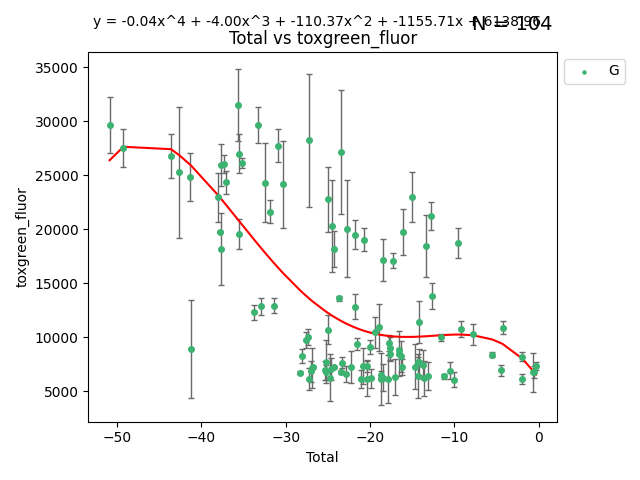 y = -0.04x^4 + -4.00x^3 + -110.37x^2 + -1155.71x + 6138.96
N = 104
Total vs toxgreen_fluor
G
35000
30000
25000
20000
15000
10000
5000
toxgreen_fluor
−50
−40
−30
−20
−10
0
Total